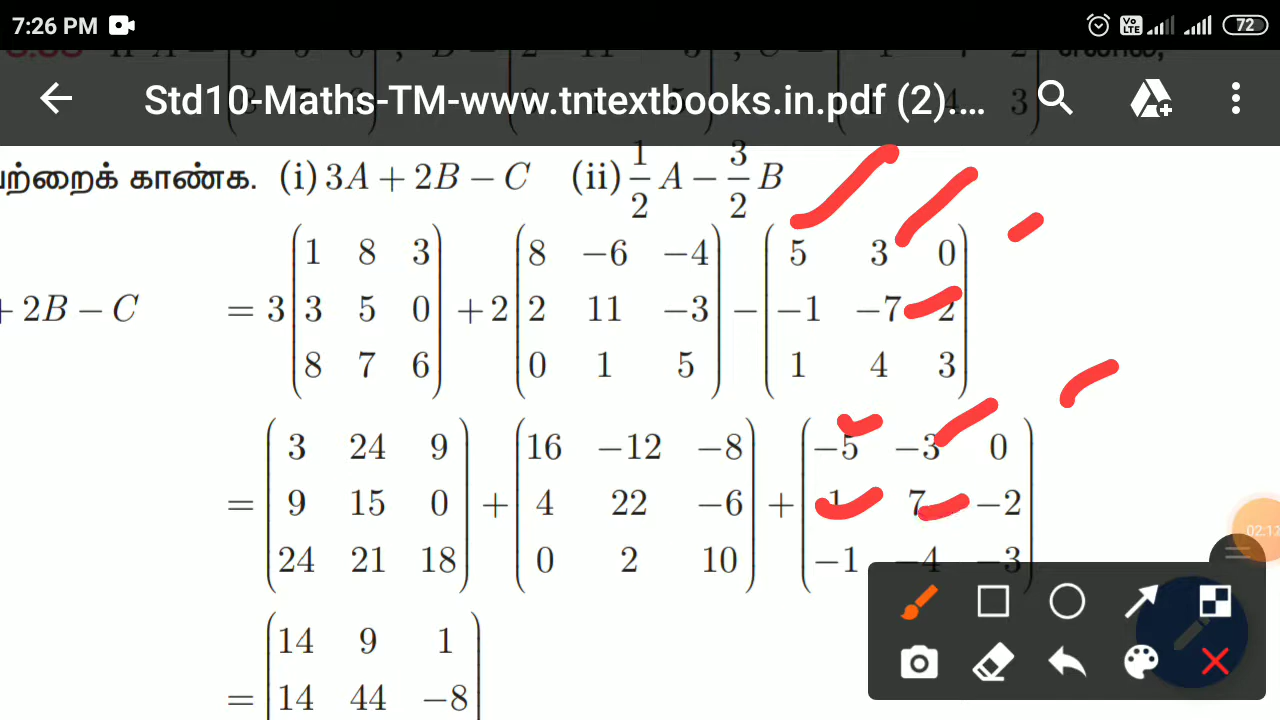 7:26 PM
Vo LTE 72
Std10-Maths-TM-www.tntextbooks.in.pdf (2)....
3
காண்க. (i) 3A + 2B − C (ii) 1/2 A − 3/2 B
+ 2B − C = 3 (1 8 3; 3 5 0; 8 7 6) + 2 (8 −6 −4; 2 11 −3; 0 1 5) − (5 3 0; −1 −7 2; 1 4 3)
= (3 24 9; 9 15 0; 24 21 18) + (16 −12 −8; 4 22 −6; 0 2 10) + (−5 −3 0; 1 7 −2; −1 −4 −3)
= (14 9 1; 14 44 −8